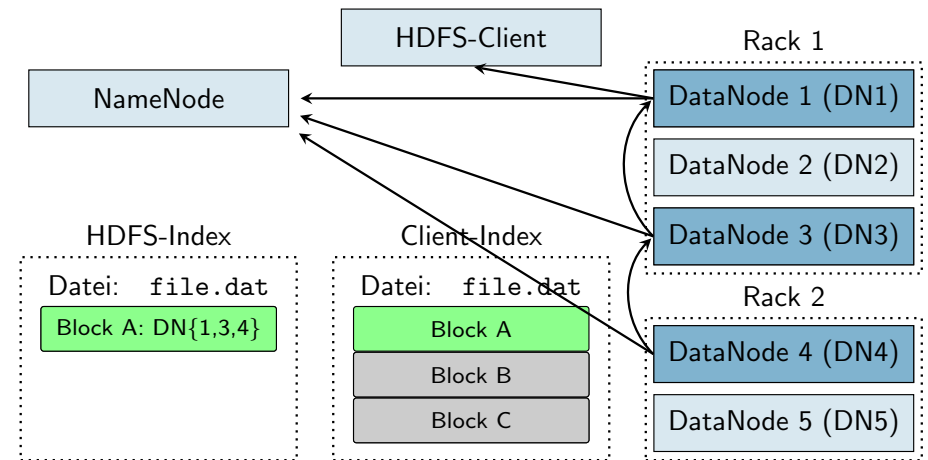 HDFS-Client
NameNode
Rack 1
DataNode 1 (DN1)
DataNode 2 (DN2)
DataNode 3 (DN3)
Rack 2
DataNode 4 (DN4)
DataNode 5 (DN5)
HDFS-Index
Datei: file.dat
Block A: DN{1,3,4}
Client-Index
Datei: file.dat
Block A
Block B
Block C